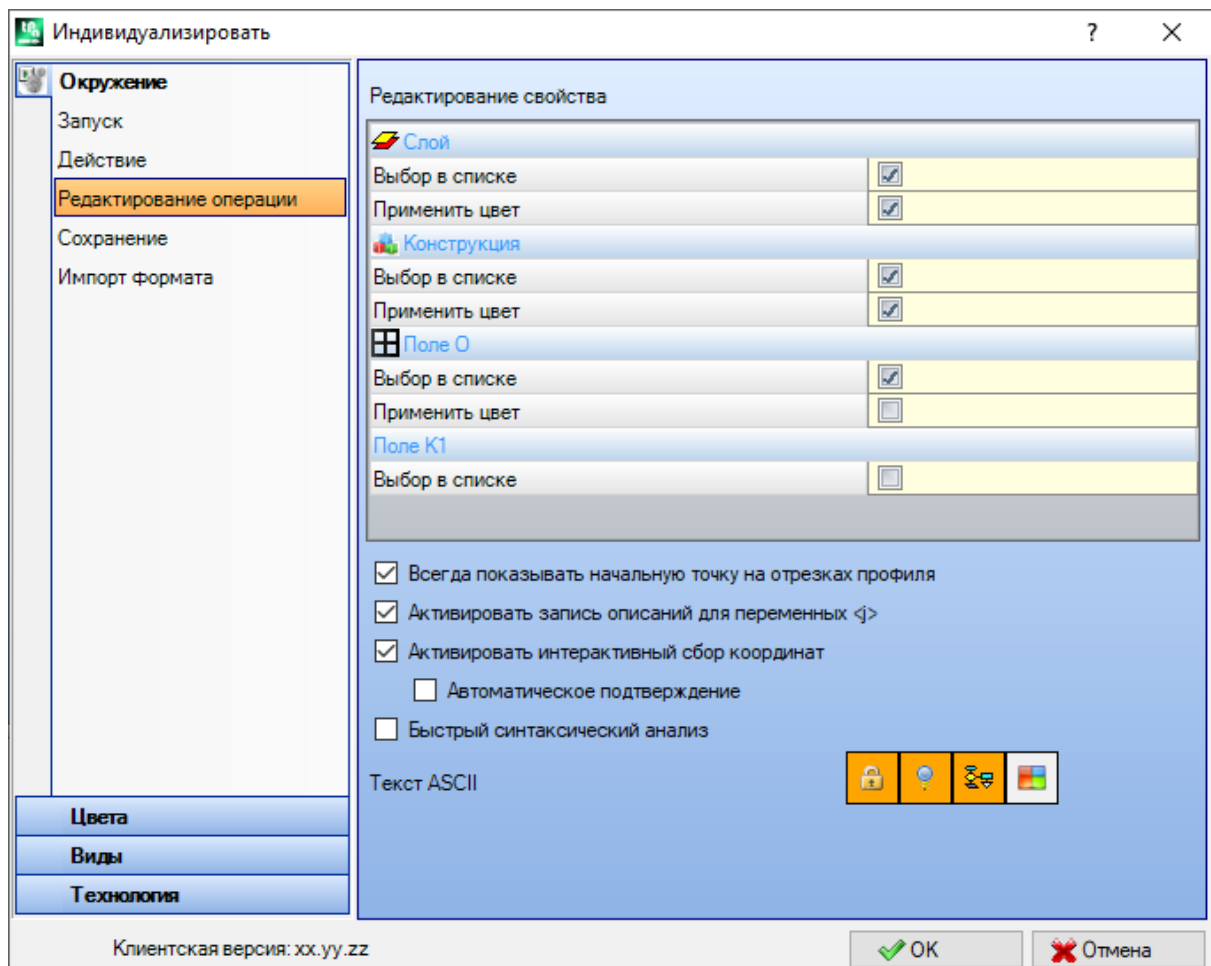 Индивидуализировать
?
Окружение
Запуск
Действие
Редактирование операции
Сохранение
Импорт формата
Цвета
Виды
Технология
Редактирование свойства
Слой
Выбор в списке
Применить цвет
Конструкция
Выбор в списке
Применить цвет
Поле O
Выбор в списке
Применить цвет
Поле K1
Выбор в списке
Всегда показывать начальную точку на отрезках профиля
Активировать запись описаний для переменных <j>
Активировать интерактивный сбор координат
Автоматическое подтверждение
Быстрый синтаксический анализ
Текст ASCII
Клиентская версия: xx.yy.zz
OK
Отмена